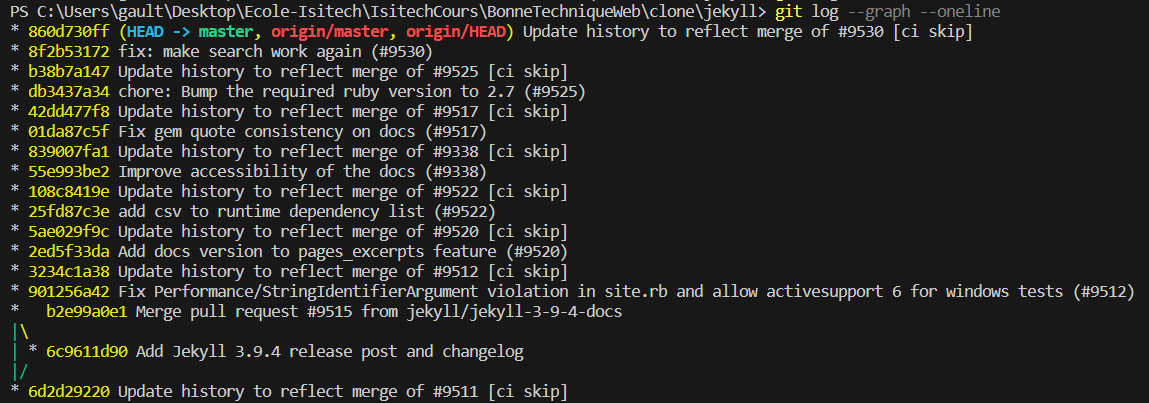 PS C:\Users\gault\Desktop\Ecole-Isitech\IsitechCours\BonneTechniqueWeb\clone\jekyll> git log --graph --oneline
* 860d730ff (HEAD -> master, origin/master, origin/HEAD) Update history to reflect merge of #9530 [ci skip]
* 8f2b53172 fix: make search work again (#9530)
* b38b7a147 Update history to reflect merge of #9525 [ci skip]
* db3437a34 chore: Bump the required ruby version to 2.7 (#9525)
* 42dd477f8 Update history to reflect merge of #9517 [ci skip]
* 01da87c5f Fix gem quote consistency on docs (#9517)
* 839007fa1 Update history to reflect merge of #9338 [ci skip]
* 55e993be2 Improve accessibility of the docs (#9338)
* 108c8419e Update history to reflect merge of #9522 [ci skip]
* 25fd87c3e add csv to runtime dependency list (#9522)
* 5ae029f9c Update history to reflect merge of #9520 [ci skip]
* 2ed5f33da Add docs version to pages_excerpts feature (#9520)
* 3234c1a38 Update history to reflect merge of #9512 [ci skip]
* 901256a42 Fix Performance/StringIdentifierArgument violation in site.rb and allow activesupport 6 for windows tests (#9512)
*   b2e99a0e1 Merge pull request #9515 from jekyll/jekyll-3-9-4-docs
|\
| * 6c9611d90 Add Jekyll 3.9.4 release post and changelog
|/
* 6d2d29220 Update history to reflect merge of #9511 [ci skip]